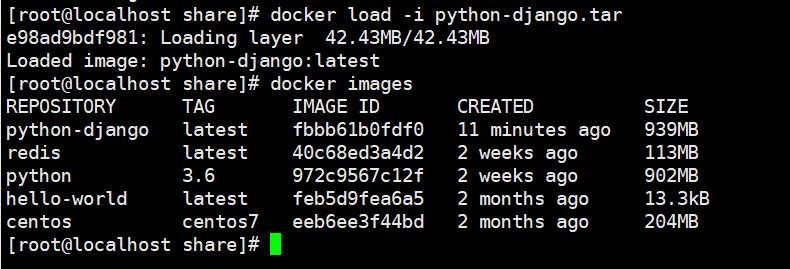 [root@localhost share]# docker load -i python-django.tar
e98ad9bdf981: Loading layer  42.43MB/42.43MB
Loaded image: python-django:latest
[root@localhost share]# docker images
REPOSITORY      TAG       IMAGE ID       CREATED          SIZE
python-django   latest    fbbb61b0fdf0   11 minutes ago   939MB
redis           latest    40c68ed3a4d2   2 weeks ago      113MB
python          3.6       972c9567c12f   2 weeks ago      902MB
hello-world     latest    feb5d9fea6a5   2 months ago     13.3kB
centos          centos7   eeb6ee3f44bd   2 months ago     204MB
[root@localhost share]#